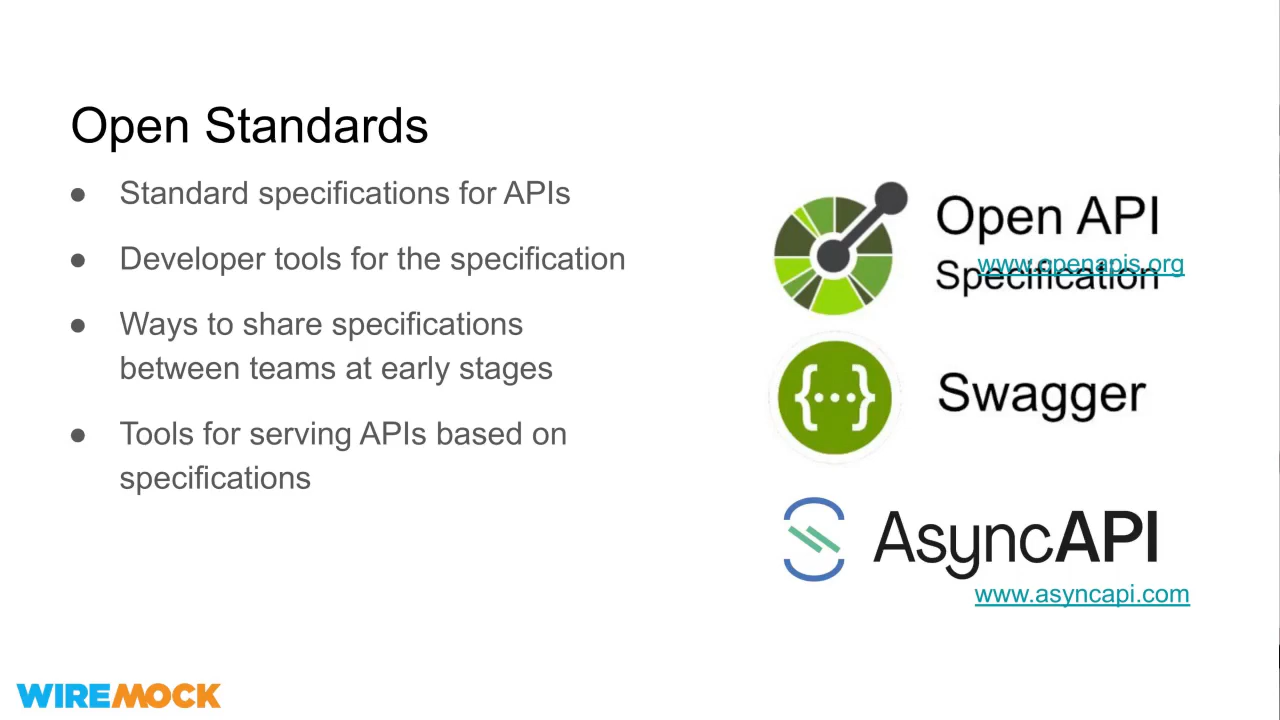 Open Standards
● Standard specifications for APIs
● Developer tools for the specification
● Ways to share specifications
between teams at early stages
● Tools for serving APIs based on
specifications
Open API
www.openapis.org
Specification
{···}
Swagger
AsyncAPI
www.asyncapi.com
WIREMOCK